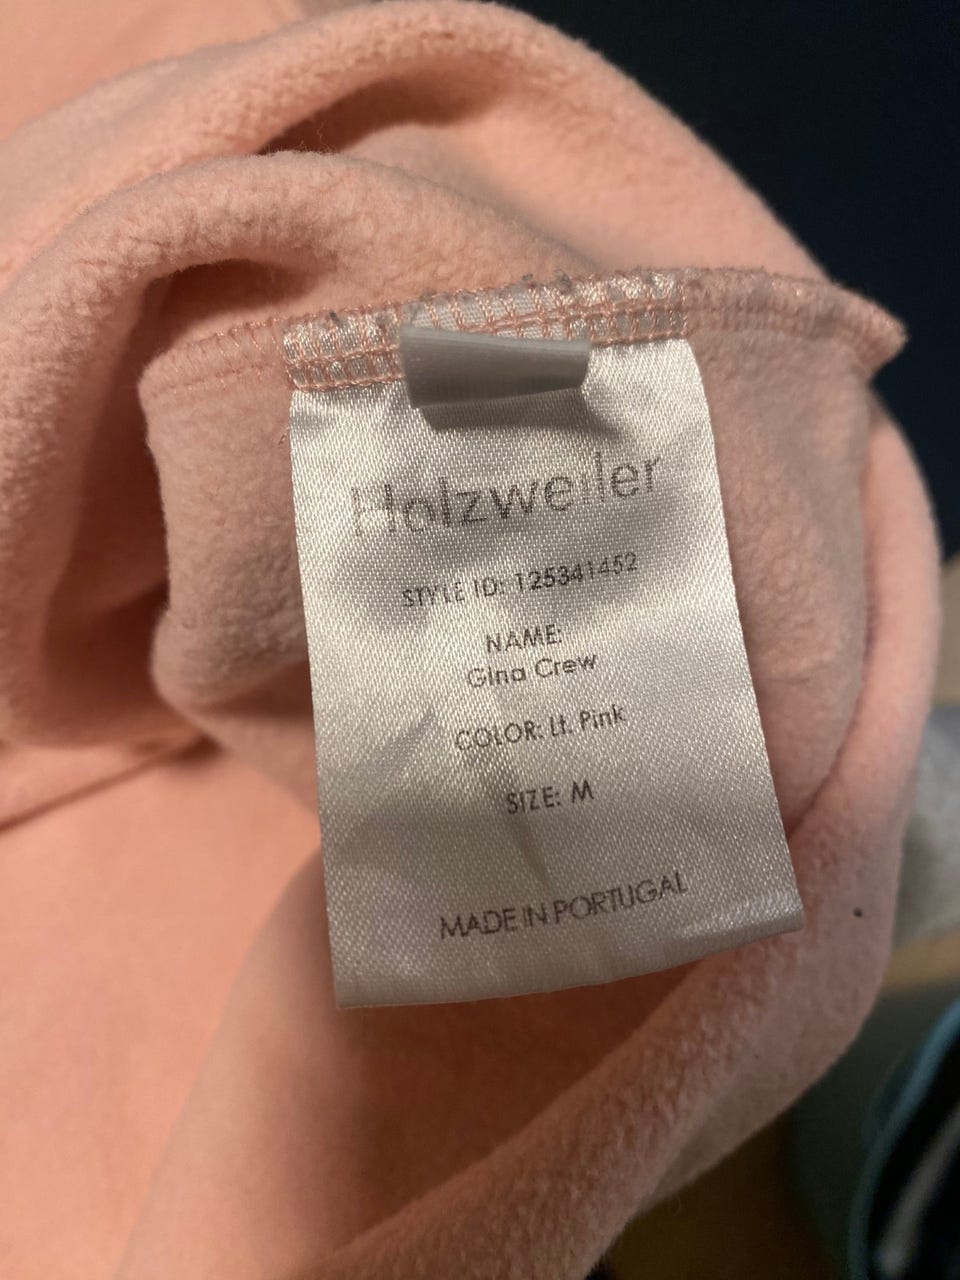 Holzweiler
STYLE ID: 125341452
NAME:
Gina Crew
COLOR: Lt. Pink
SIZE: M
MADE IN PORTUGAL